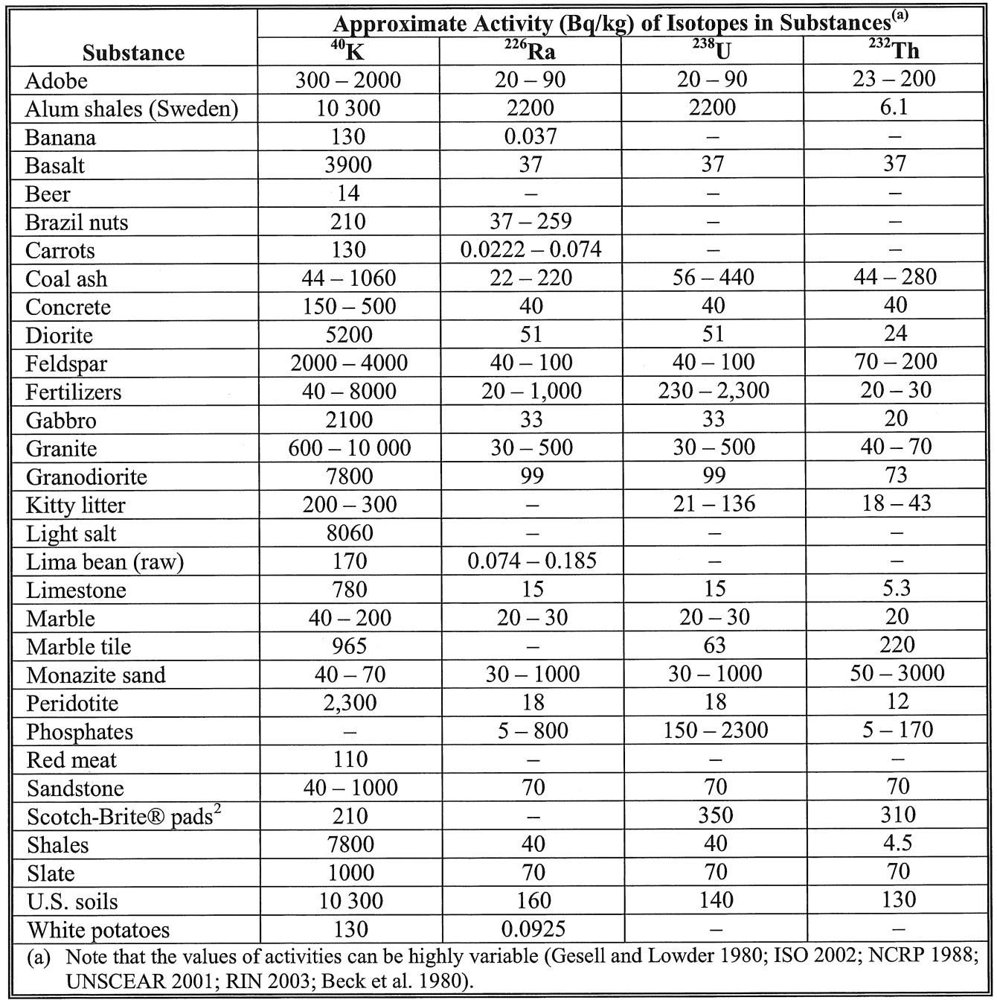 Approximate Activity (Bq/kg) of Isotopes in Substances(a)
Substance 40K 226Ra 238U 232Th
Adobe 300 – 2000 20 – 90 20 – 90 23 – 200
Alum shales (Sweden) 10 300 2200 2200 6.1
Banana 130 0.037 – –
Basalt 3900 37 37 37
Beer 14 – – –
Brazil nuts 210 37 – 259 – –
Carrots 130 0.0222 – 0.074 – –
Coal ash 44 – 1060 22 – 220 56 – 440 44 – 280
Concrete 150 – 500 40 40 40
Diorite 5200 51 51 24
Feldspar 2000 – 4000 40 – 100 40 – 100 70 – 200
Fertilizers 40 – 8000 20 – 1,000 230 – 2,300 20 – 30
Gabbro 2100 33 33 20
Granite 600 – 10 000 30 – 500 30 – 500 40 – 70
Granodiorite 7800 99 99 73
Kitty litter 200 – 300 – 21 – 136 18 – 43
Light salt 8060 – – –
Lima bean (raw) 170 0.074 – 0.185 – –
Limestone 780 15 15 5.3
Marble 40 – 200 20 – 30 20 – 30 20
Marble tile 965 – 63 220
Monazite sand 40 – 70 30 – 1000 30 – 1000 50 – 3000
Peridotite 2,300 18 18 12
Phosphates – 5 – 800 150 – 2300 5 – 170
Red meat 110 – – –
Sandstone 40 – 1000 70 70 70
Scotch-Brite® pads2 210 – 350 310
Shales 7800 40 40 4.5
Slate 1000 70 70 70
U.S. soils 10 300 160 140 130
White potatoes 130 0.0925 – –
(a) Note that the values of activities can be highly variable (Gesell and Lowder 1980; ISO 2002; NCRP 1988;
UNSCEAR 2001; RIN 2003; Beck et al. 1980).